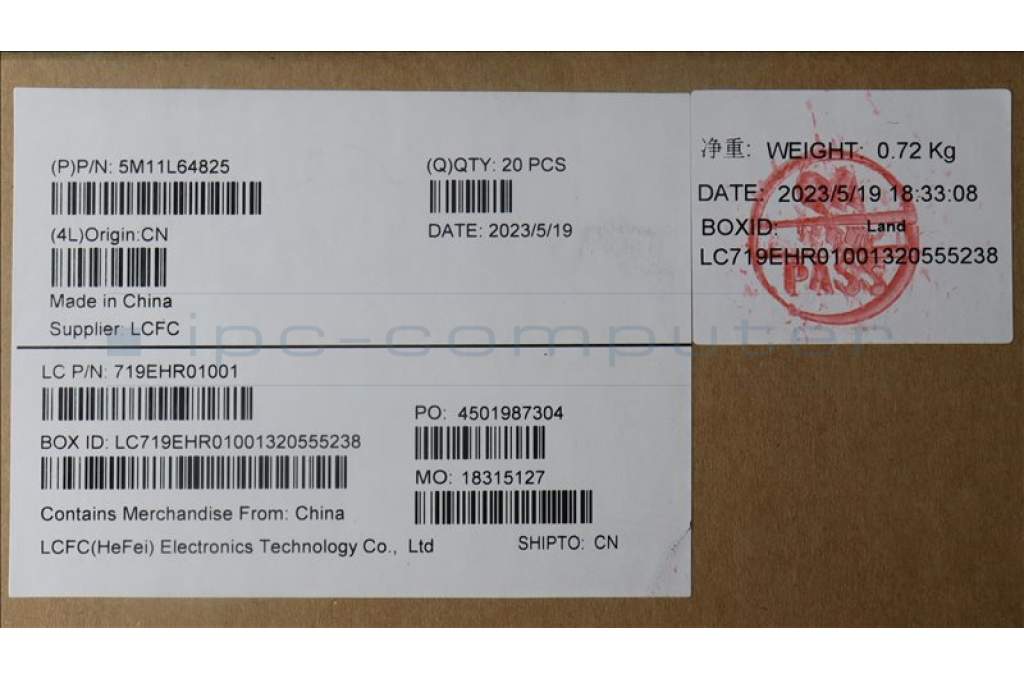 (P)P/N: 5M11L64825
(Q)QTY: 20 PCS
(4L)Origin:CN
DATE: 2023/5/19
Made in China
Supplier: LCFC
净重: WEIGHT: 0.72 Kg
DATE: 2023/5/19 18:33:08
BOXID: Land
LC719EHR01001320555238
PASS
ipc-computer
LC P/N: 719EHR01001
PO: 4501987304
BOX ID: LC719EHR01001320555238
MO: 18315127
Contains Merchandise From: China
LCFC(HeFei) Electronics Technology Co., Ltd
SHIPTO: CN